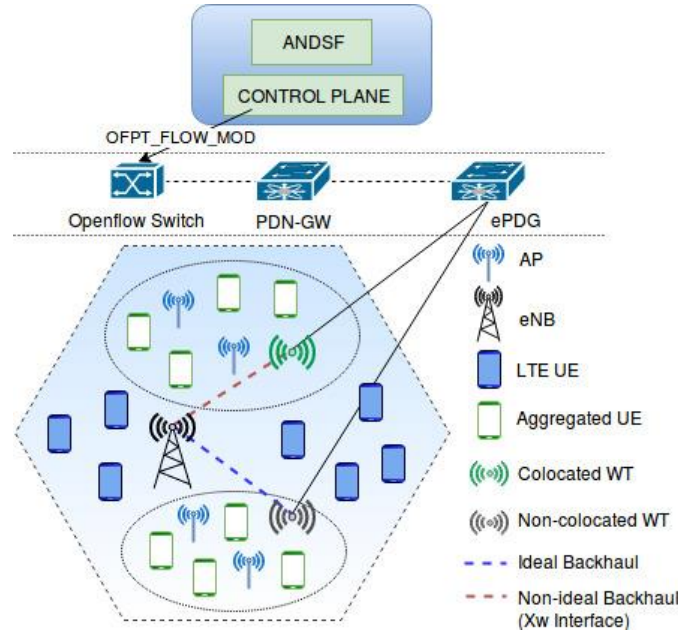 ANDSF
CONTROL PLANE
OFPT_FLOW_MOD
Openflow Switch
PDN-GW
ePDG
AP
eNB
LTE UE
Aggregated UE
Colocated WT
Non-colocated WT
Ideal Backhaul
Non-ideal Backhaul
(Xw Interface)